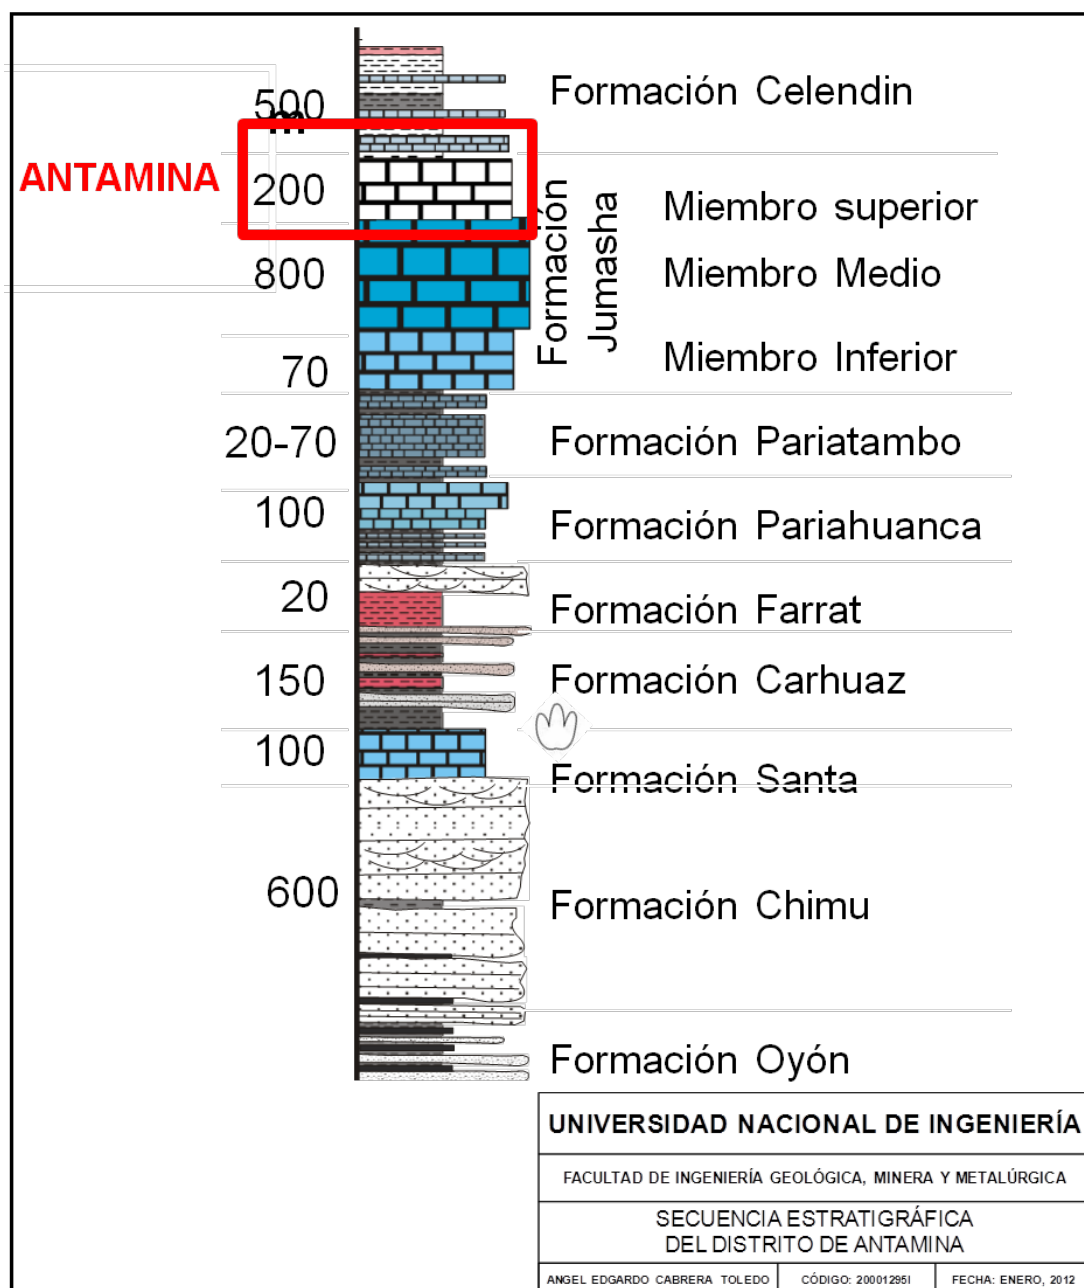 500
m
Formación Celendin
ANTAMINA
200
Formación
Jumasha
Miembro superior
800
Miembro Medio
70
Miembro Inferior
20-70
Formación Pariatambo
100
Formación Pariahuanca
20
Formación Farrat
150
Formación Carhuaz
100
Formación Santa
600
Formación Chimu
Formación Oyón
UNIVERSIDAD NACIONAL DE INGENIERÍA
FACULTAD DE INGENIERÍA GEOLÓGICA, MINERA Y METALÚRGICA
SECUENCIA ESTRATIGRÁFICA
DEL DISTRITO DE ANTAMINA
ANGEL EDGARDO CABRERA TOLEDO CÓDIGO: 20001295I FECHA: ENERO, 2012